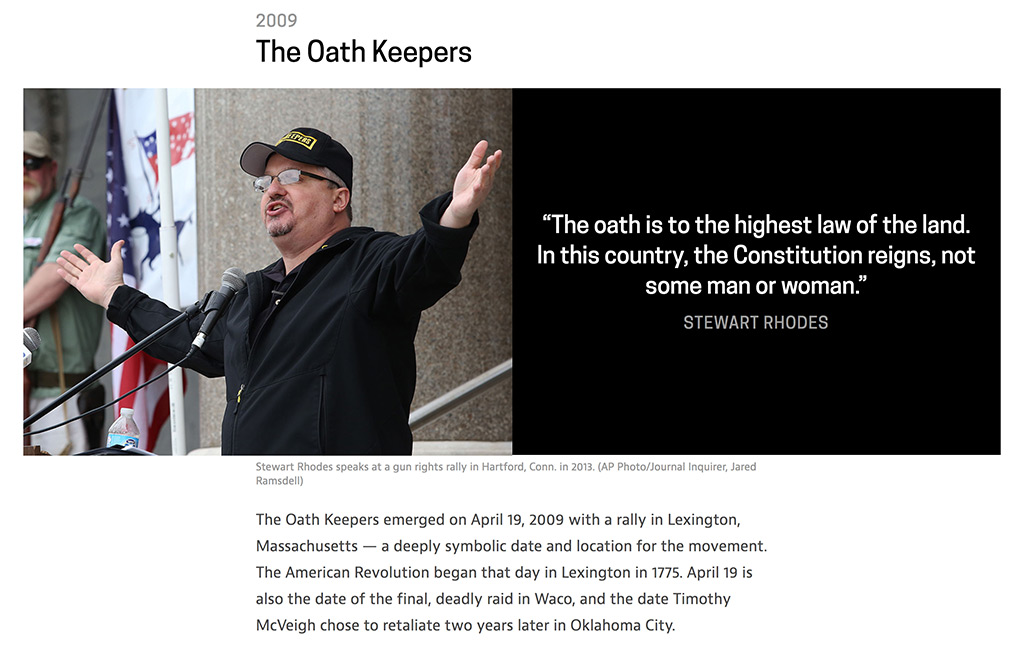 2009
The Oath Keepers
KEEPERS
“The oath is to the highest law of the land.
In this country, the Constitution reigns, not
some man or woman.”
STEWART RHODES
Stewart Rhodes speaks at a gun rights rally in Hartford, Conn. in 2013. (AP Photo/Journal Inquirer, Jared
Ramsdell)
The Oath Keepers emerged on April 19, 2009 with a rally in Lexington,
Massachusetts — a deeply symbolic date and location for the movement.
The American Revolution began that day in Lexington in 1775. April 19 is
also the date of the final, deadly raid in Waco, and the date Timothy
McVeigh chose to retaliate two years later in Oklahoma City.